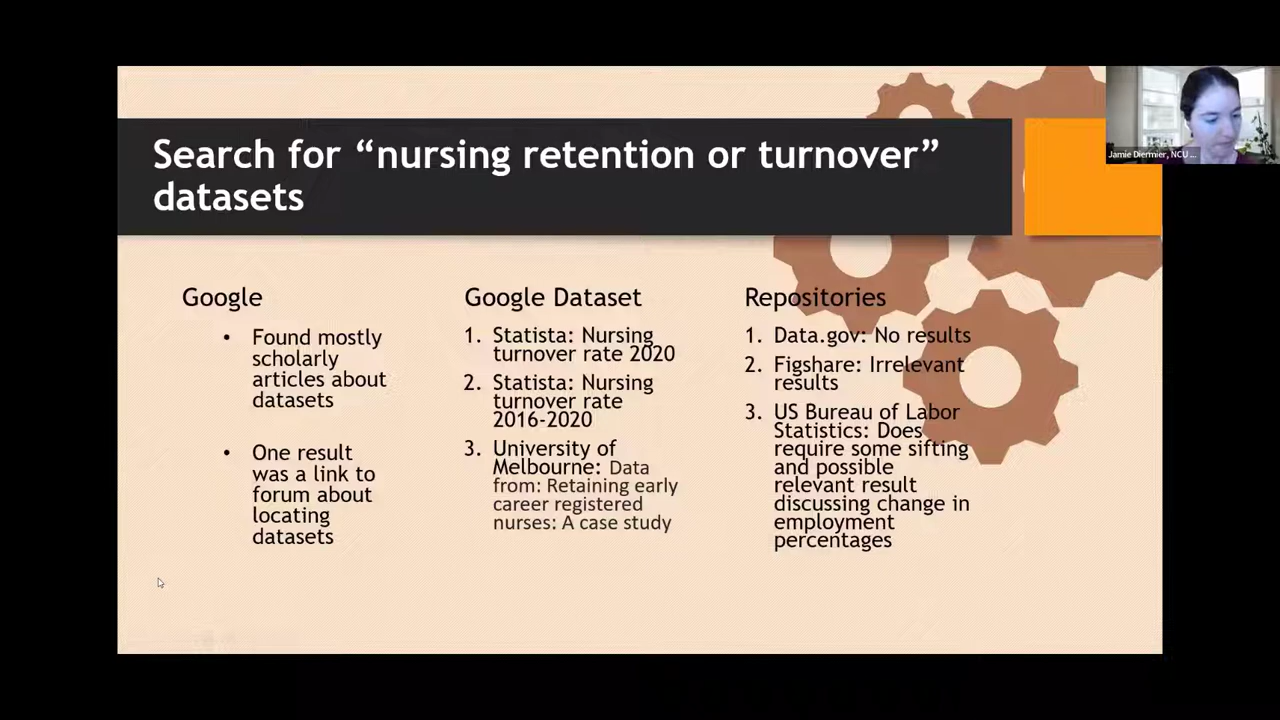 Search for “nursing retention or turnover”
datasets
Jamie Diermier, NCU ...
Google
• Found mostly
scholarly
articles about
datasets
• One result
was a link to
forum about
locating
datasets
Google Dataset
1. Statista: Nursing
turnover rate 2020
2. Statista: Nursing
turnover rate
2016-2020
3. University of
Melbourne: Data
from: Retaining early
career registered
nurses: A case study
Repositories
1. Data.gov: No results
2. Figshare: Irrelevant
results
3. US Bureau of Labor
Statistics: Does
require some sifting
and possible
relevant result
discussing change in
employment
percentages